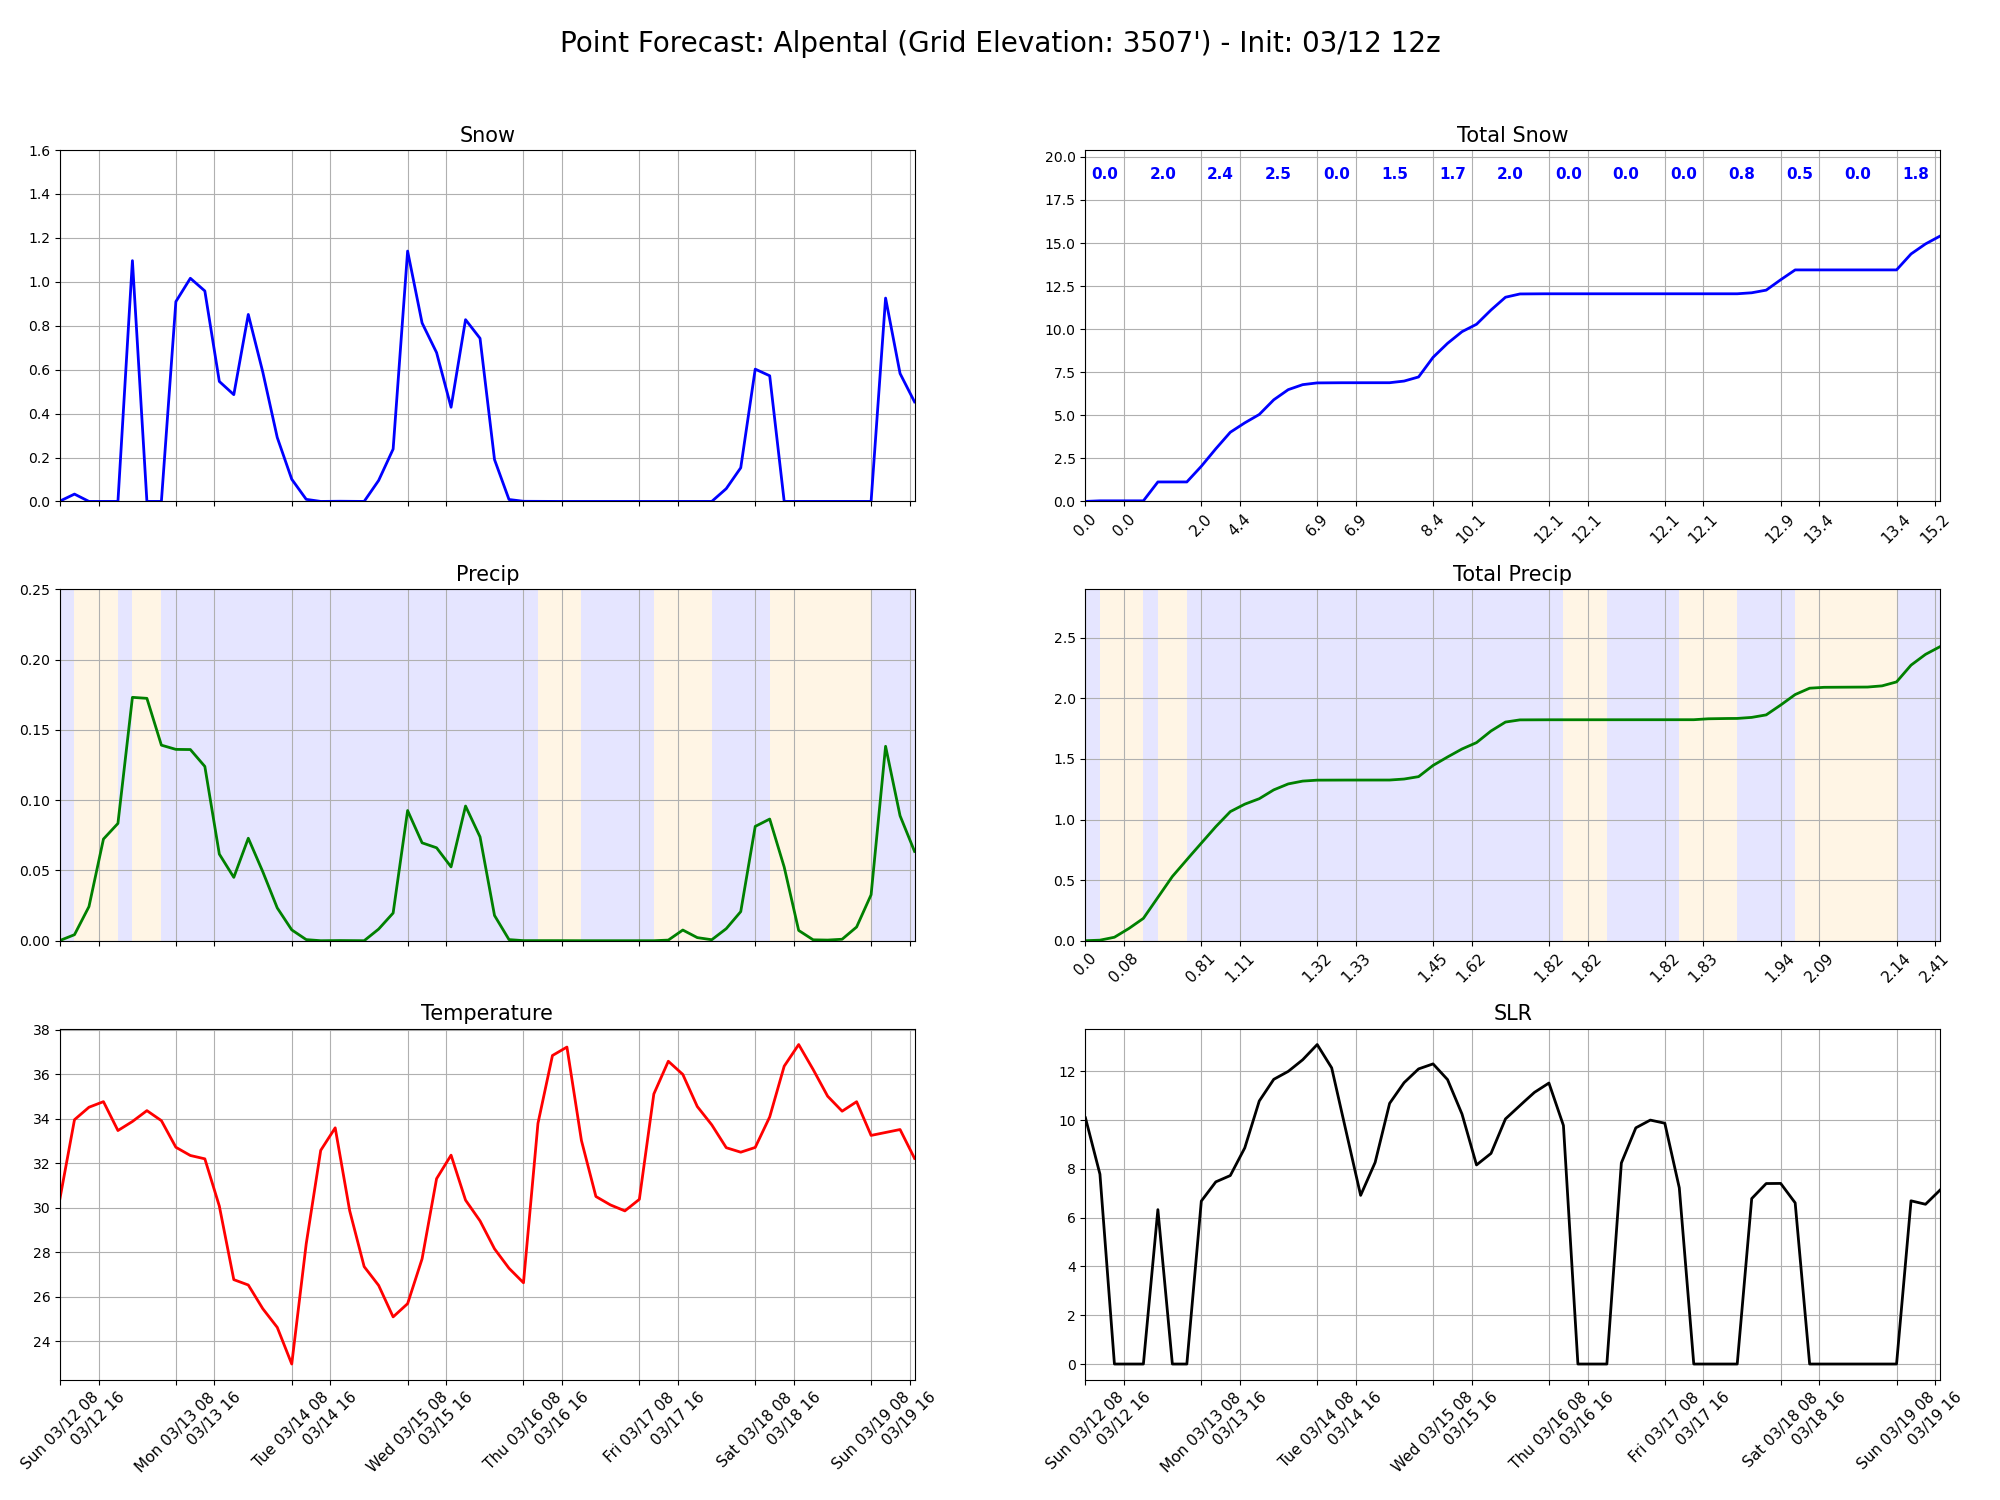 Point Forecast: Alpental (Grid Elevation: 3507') - Init: 03/12 12z
Snow
1.6
1.4
1.2
1.0
0.8
0.6
0.4
0.2
0.0
Total Snow
20.0
17.5
15.0
12.5
10.0
7.5
5.0
2.5
0.0
0.0 2.0 2.4 2.5 0.0 1.5 1.7 2.0 0.0 0.0 0.0 0.8 0.5 0.0 1.8
0.0 0.0 2.0 4.4 6.9 6.9 8.4 10.1 12.1 12.1 12.1 12.1 12.9 13.4 13.4 15.2
Precip
0.25
0.20
0.15
0.10
0.05
0.00
Total Precip
2.5
2.0
1.5
1.0
0.5
0.0
0.0 0.08 0.81 1.11 1.32 1.33 1.45 1.62 1.82 1.82 1.82 1.83 1.94 2.09 2.14 2.41
Temperature
38
36
34
32
30
28
26
24
Sun 03/12 08
03/12 16
Mon 03/13 08
03/13 16
Tue 03/14 08
03/14 16
Wed 03/15 08
03/15 16
Thu 03/16 08
03/16 16
Fri 03/17 08
03/17 16
Sat 03/18 08
03/18 16
Sun 03/19 08
03/19 16
SLR
12
10
8
6
4
2
0
Sun 03/12 08
03/12 16
Mon 03/13 08
03/13 16
Tue 03/14 08
03/14 16
Wed 03/15 08
03/15 16
Thu 03/16 08
03/16 16
Fri 03/17 08
03/17 16
Sat 03/18 08
03/18 16
Sun 03/19 08
03/19 16